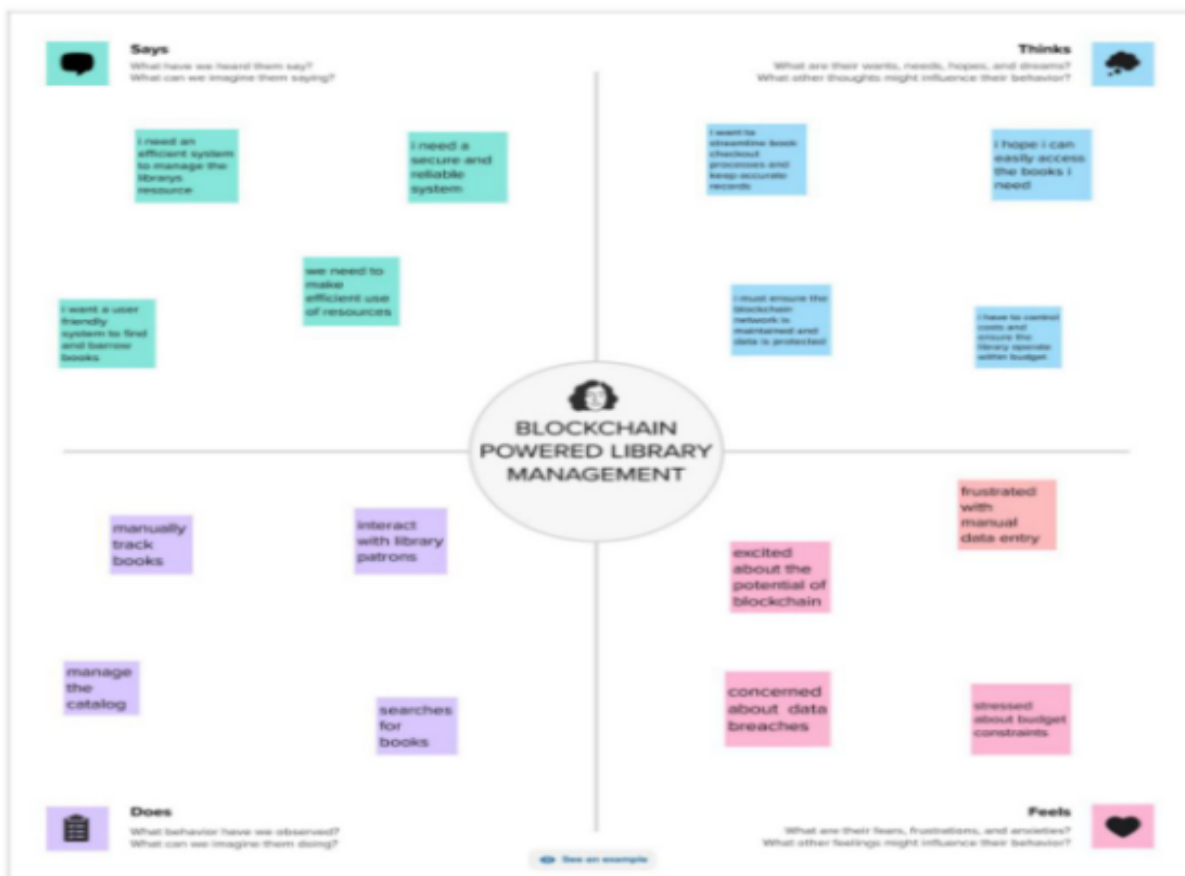 Says
What have we heard them say?
What can we imagine them saying?
Thinks
What are their wants, needs, hopes, and dreams?
What other thoughts might influence their behavior?
i need an
efficient system
to manage the
librarys
resource
i need a
secure and
reliable
system
we need to
make
efficient use
of resources
i want a user
friendly
system to find
and barrow
books
i want to
streamline book
checkout
processes and
keep accurate
records
i hope i can
easily access
the books i
need
i must ensure the
blockchain
network is
maintained and
data is protected
i have to control
costs and
ensure the
library operate
within budget
BLOCKCHAIN
POWERED LIBRARY
MANAGEMENT
manually
track
books
interact
with library
patrons
manage
the
catalog
searches
for
books
frustrated
with
manual
data entry
excited
about the
potential of
blockchain
concerned
about data
breaches
stressed
about budget
constraints
Does
What behavior have we observed?
What can we imagine them doing?
Feels
What are their fears, frustrations, and anxieties?
What other feelings might influence their behavior?
See an example